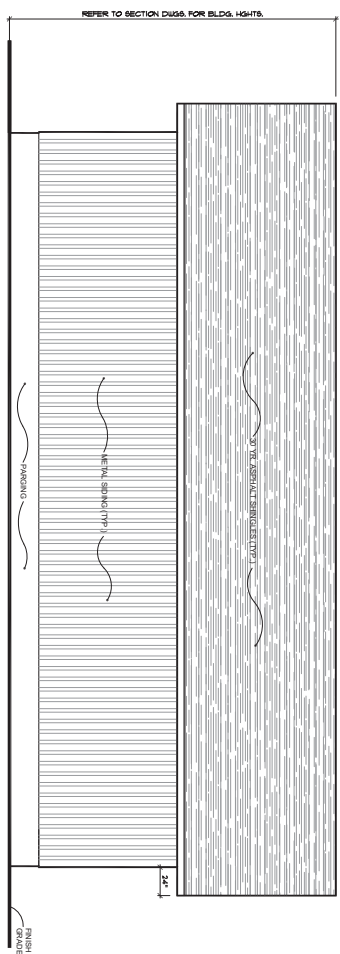 REFER TO SECTION DWGS. FOR BLDG. HGHTS.
30 YR. ASPHALT SHINGLES (TYP.)
METAL SIDING (TYP.)
PARGING
24"
FINISH
GRADE